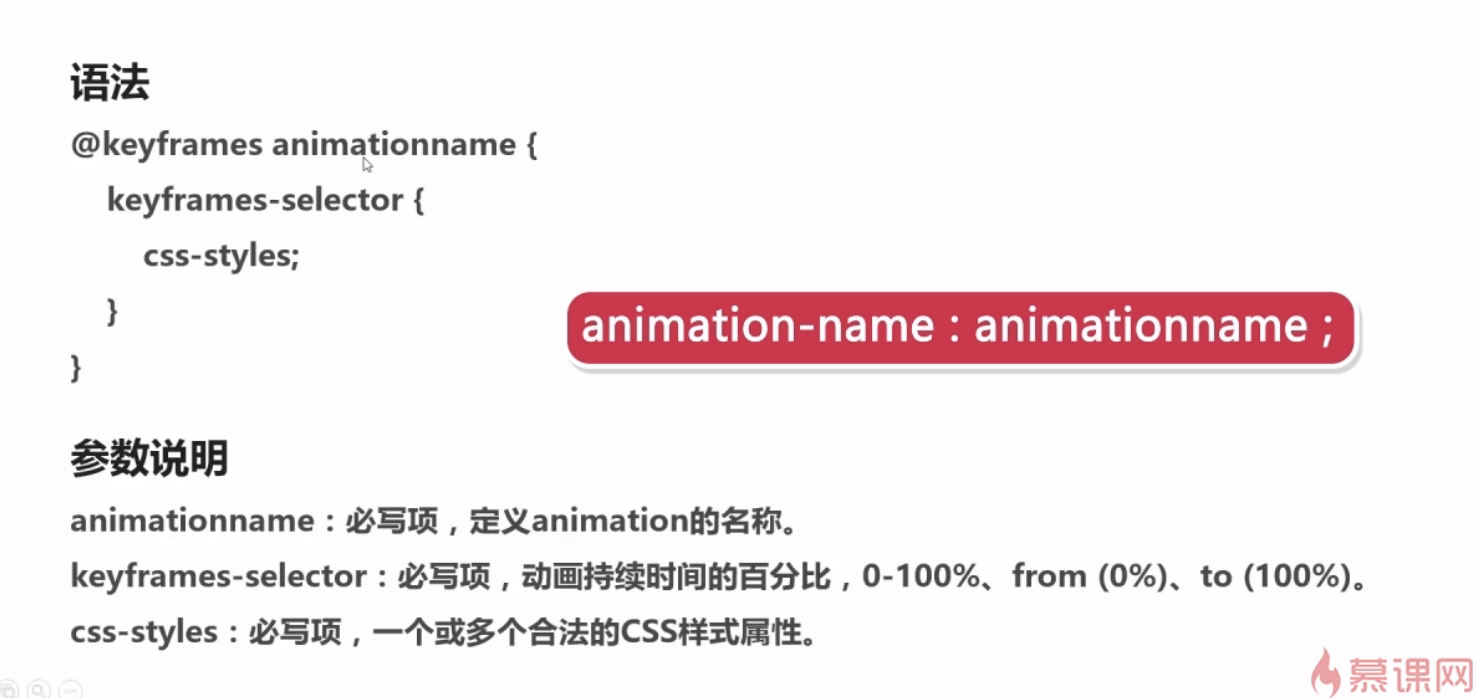 语法
@keyframes animationname {
keyframes-selector {
css-styles;
}
animation-name : animationname ;
}
参数说明
animationname：必写项，定义animation的名称。
keyframes-selector：必写项，动画持续时间的百分比，0-100%、from (0%)、to (100%)。
css-styles：必写项，一个或多个合法的CSS样式属性。
慕课网